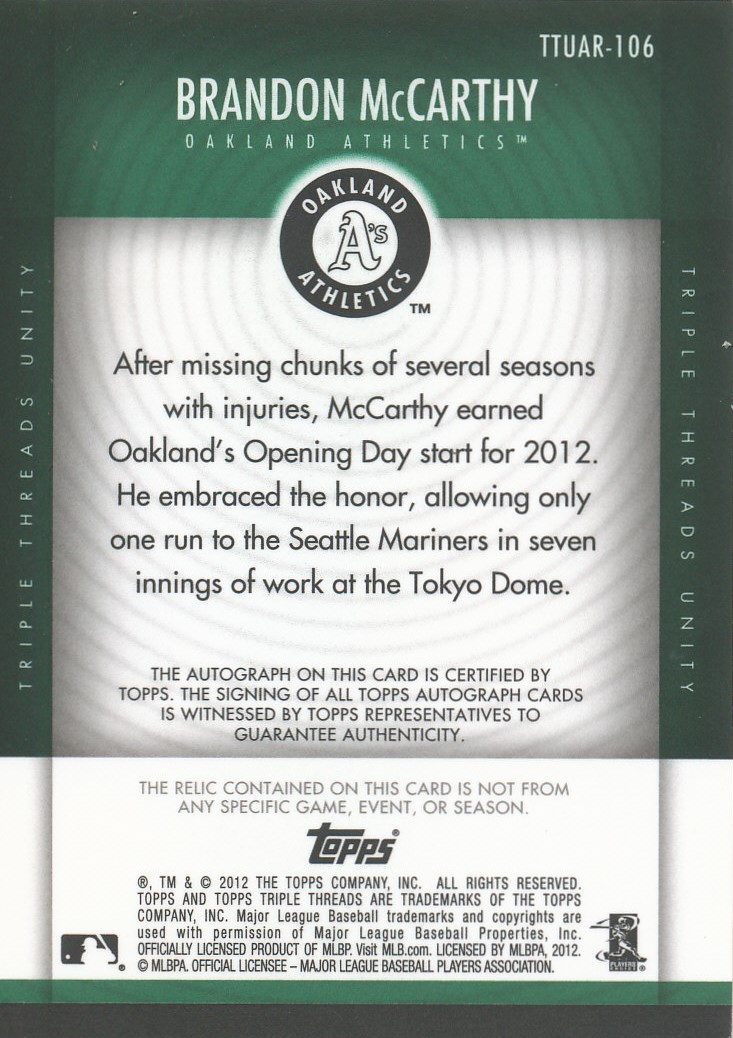 TTUAR-106
BRANDON McCARTHY
OAKLAND ATHLETICS™
OAKLAND
A's
ATHLETICS
TM
TRIPLE THREADS UNITY
TRIPLE THREADS UNITY
After missing chunks of several seasons
with injuries, McCarthy earned
Oakland's Opening Day start for 2012.
He embraced the honor, allowing only
one run to the Seattle Mariners in seven
innings of work at the Tokyo Dome.
THE AUTOGRAPH ON THIS CARD IS CERTIFIED BY
TOPPS. THE SIGNING OF ALL TOPPS AUTOGRAPH CARDS
IS WITNESSED BY TOPPS REPRESENTATIVES TO
GUARANTEE AUTHENTICITY.
THE RELIC CONTAINED ON THIS CARD IS NOT FROM
ANY SPECIFIC GAME, EVENT, OR SEASON.
topps®
®, TM & © 2012 THE TOPPS COMPANY, INC. ALL RIGHTS RESERVED.
TOPPS AND TOPPS TRIPLE THREADS ARE TRADEMARKS OF THE TOPPS
COMPANY, INC. Major League Baseball trademarks and copyrights are
used with permission of Major League Baseball Properties, Inc.
OFFICIALLY LICENSED PRODUCT OF MLBP. Visit MLB.com. LICENSED BY MLBPA, 2012.
© MLBPA. OFFICIAL LICENSEE – MAJOR LEAGUE BASEBALL PLAYERS ASSOCIATION.
®
PLAYERS
CHOICE ®